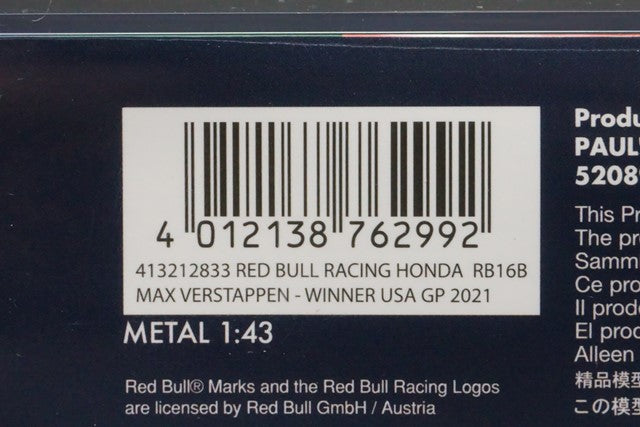 4 012138 762992
413212833 RED BULL RACING HONDA RB16B
MAX VERSTAPPEN - WINNER USA GP 2021
METAL 1:43
Red Bull® Marks and the Red Bull Racing Logos
are licensed by Red Bull GmbH / Austria
Produ
PAUL'
5208
This Pr
The pr
Sammi
Ce pro
Il prod
El prod
Alleen
精品模型
この模型